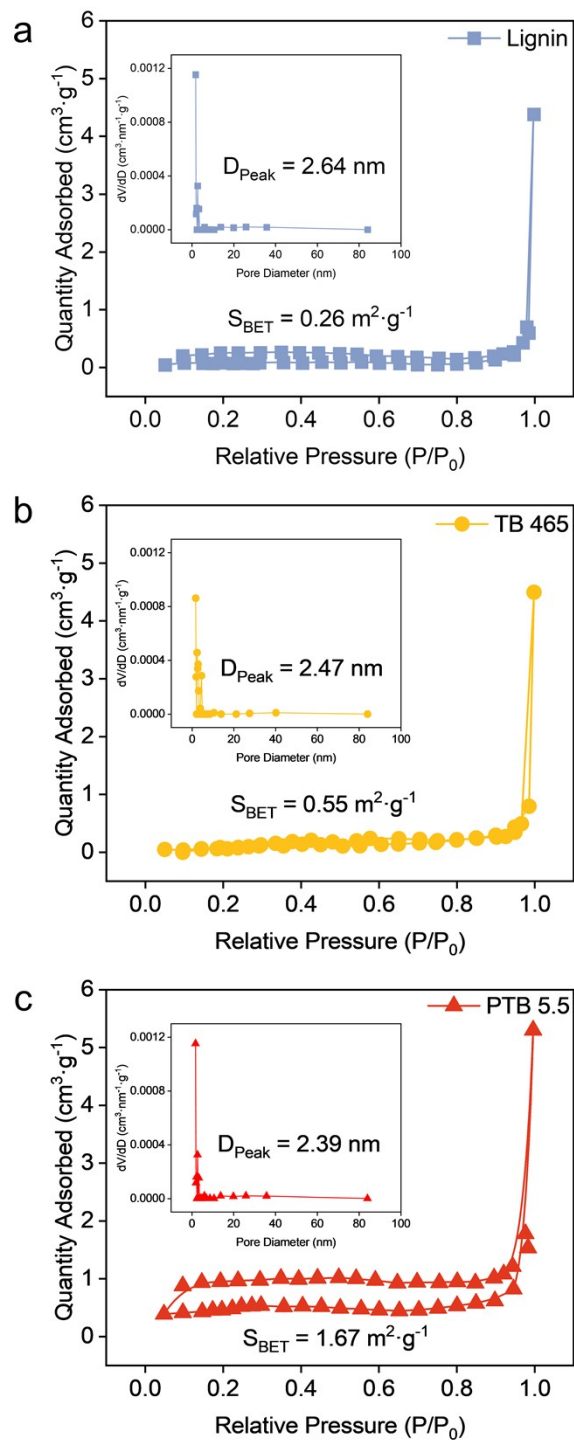 a
Lignin
Quantity Adsorbed (cm³·g⁻¹)
6
5
4
3
2
1
0
0.0 0.2 0.4 0.6 0.8 1.0
Relative Pressure (P/P₀)
dV/dD (cm³·nm⁻¹·g⁻¹)
0.0012
0.0008
0.0004
0.0000
0 20 40 60 80 100
Pore Diameter (nm)
D_Peak = 2.64 nm
S_BET = 0.26 m²·g⁻¹
b
TB 465
Quantity Adsorbed (cm³·g⁻¹)
6
5
4
3
2
1
0
0.0 0.2 0.4 0.6 0.8 1.0
Relative Pressure (P/P₀)
dV/dD (cm³·nm⁻¹·g⁻¹)
0.0012
0.0008
0.0004
0.0000
0 20 40 60 80 100
Pore Diameter (nm)
D_Peak = 2.47 nm
S_BET = 0.55 m²·g⁻¹
c
PTB 5.5
Quantity Adsorbed (cm³·g⁻¹)
6
5
4
3
2
1
0
0.0 0.2 0.4 0.6 0.8 1.0
Relative Pressure (P/P₀)
dV/dD (cm³·nm⁻¹·g⁻¹)
0.0012
0.0008
0.0004
0.0000
0 20 40 60 80 100
Pore Diameter (nm)
D_Peak = 2.39 nm
S_BET = 1.67 m²·g⁻¹